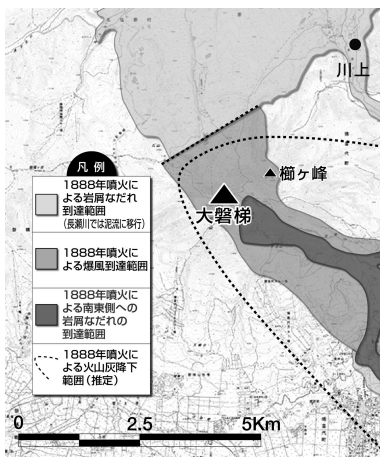 川上
櫛ヶ峰
大磐梯
凡例
1888年噴火に
よる岩屑なだれ
到達範囲
(長瀬川では泥流に移行)
1888年噴火に
よる爆風到達範囲
1888年噴火に
よる南東側への
岩屑なだれの
到達範囲
1888年噴火に
よる火山灰降下
範囲(推定)
0 2.5 5Km